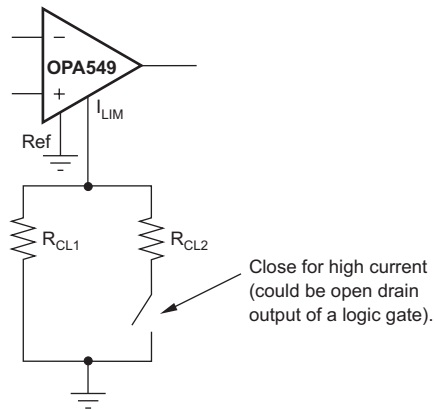 −
OPA549
+
I_LIM
Ref
R_CL1
R_CL2
Close for high current
(could be open drain
output of a logic gate).